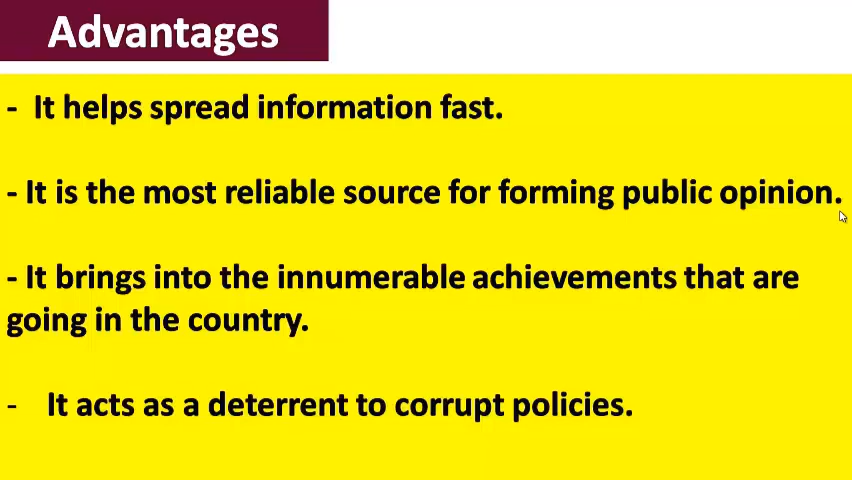 Advantages
- It helps spread information fast.
- It is the most reliable source for forming public opinion.
- It brings into the innumerable achievements that are
going in the country.
- It acts as a deterrent to corrupt policies.